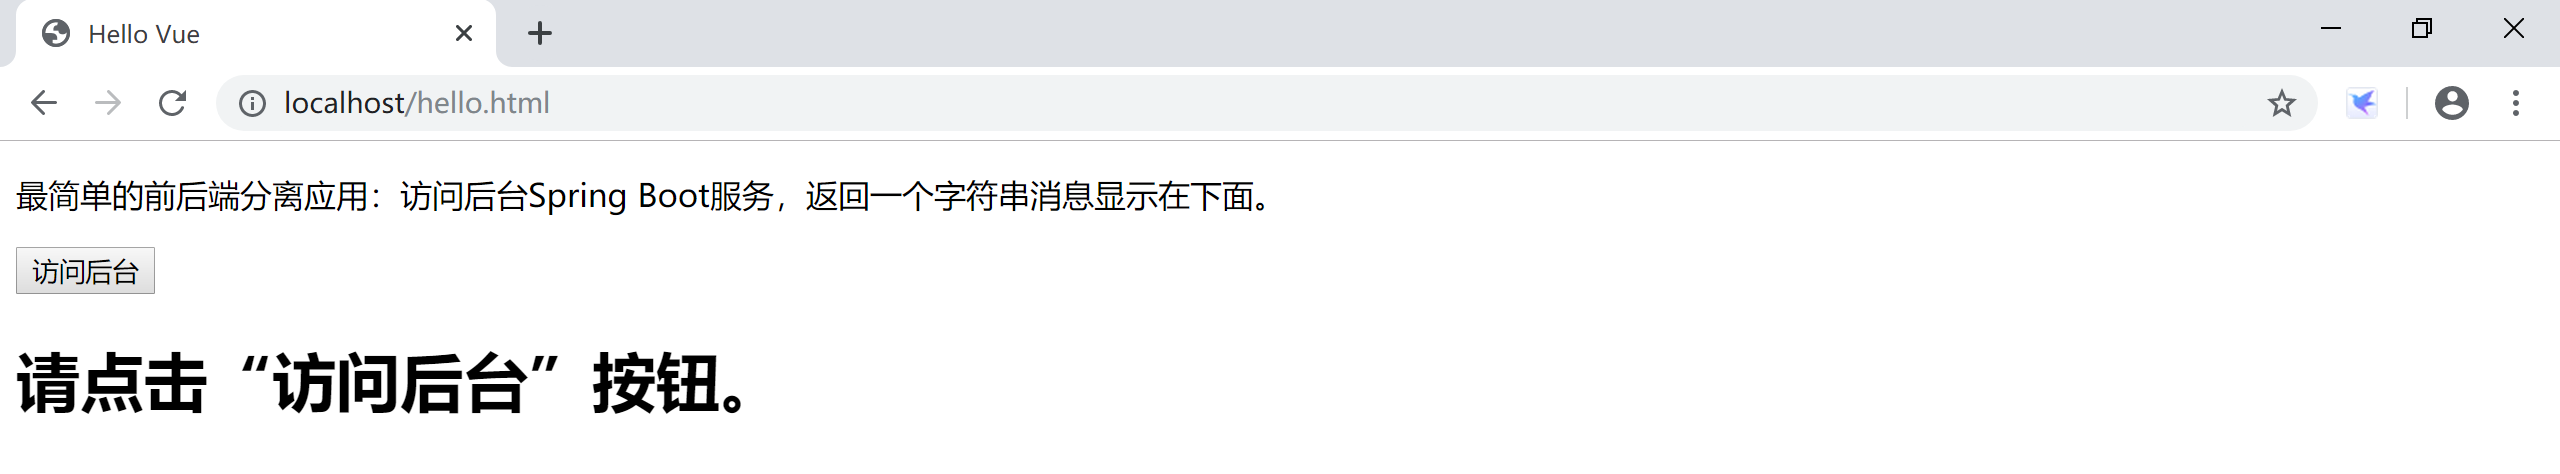 Hello Vue
localhost/hello.html
最简单的前后端分离应用：访问后台Spring Boot服务，返回一个字符串消息显示在下面。
访问后台
请点击“访问后台”按钮。